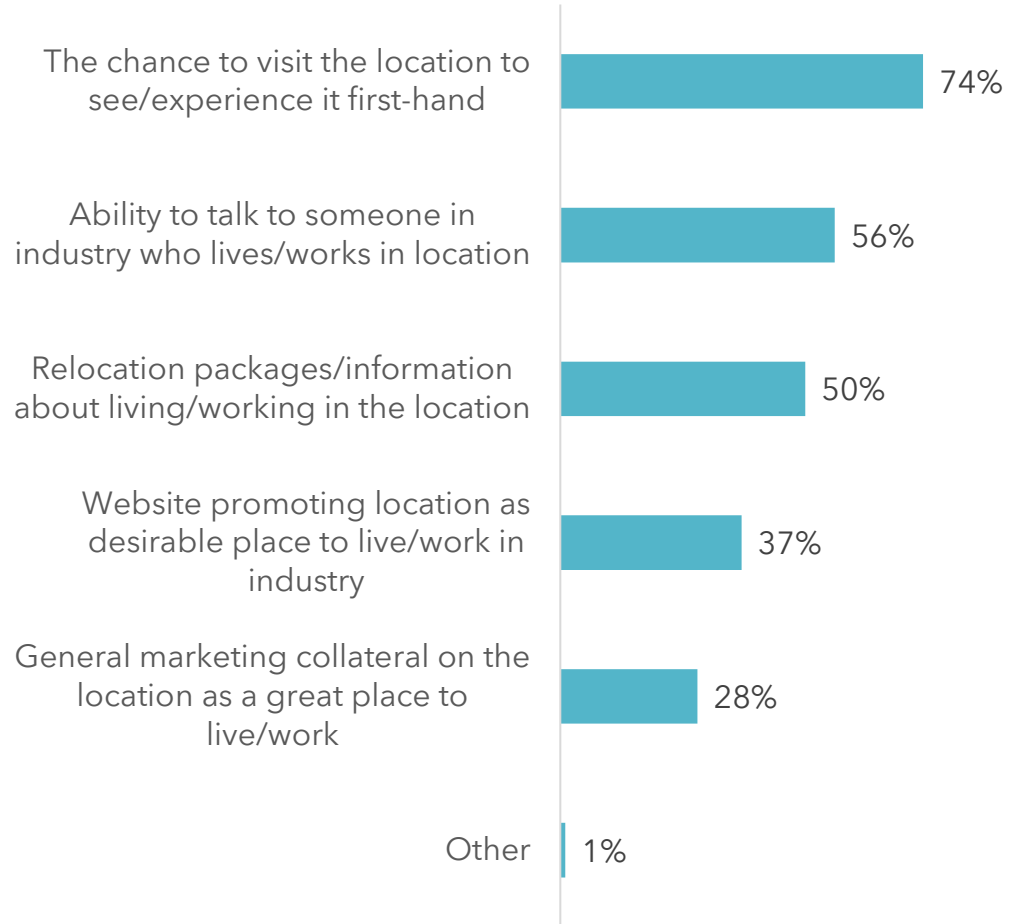 The chance to visit the location to
see/experience it first-hand
74%
Ability to talk to someone in
industry who lives/works in location
56%
Relocation packages/information
about living/working in the location
50%
Website promoting location as
desirable place to live/work in
industry
37%
General marketing collateral on the
location as a great place to
live/work
28%
Other
1%